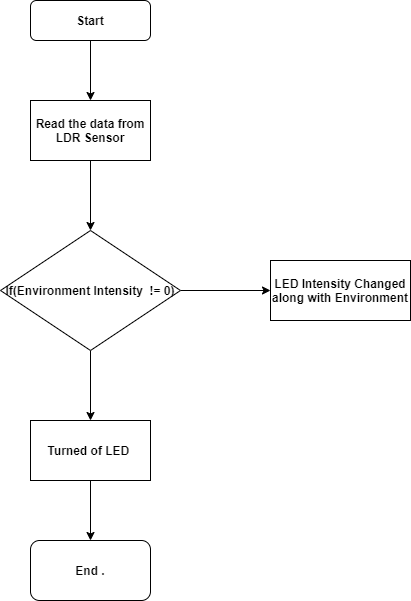 Start
Read the data from
LDR Sensor
If(Environment Intensity != 0)
LED Intensity Changed
along with Environment
Turned of LED
End .